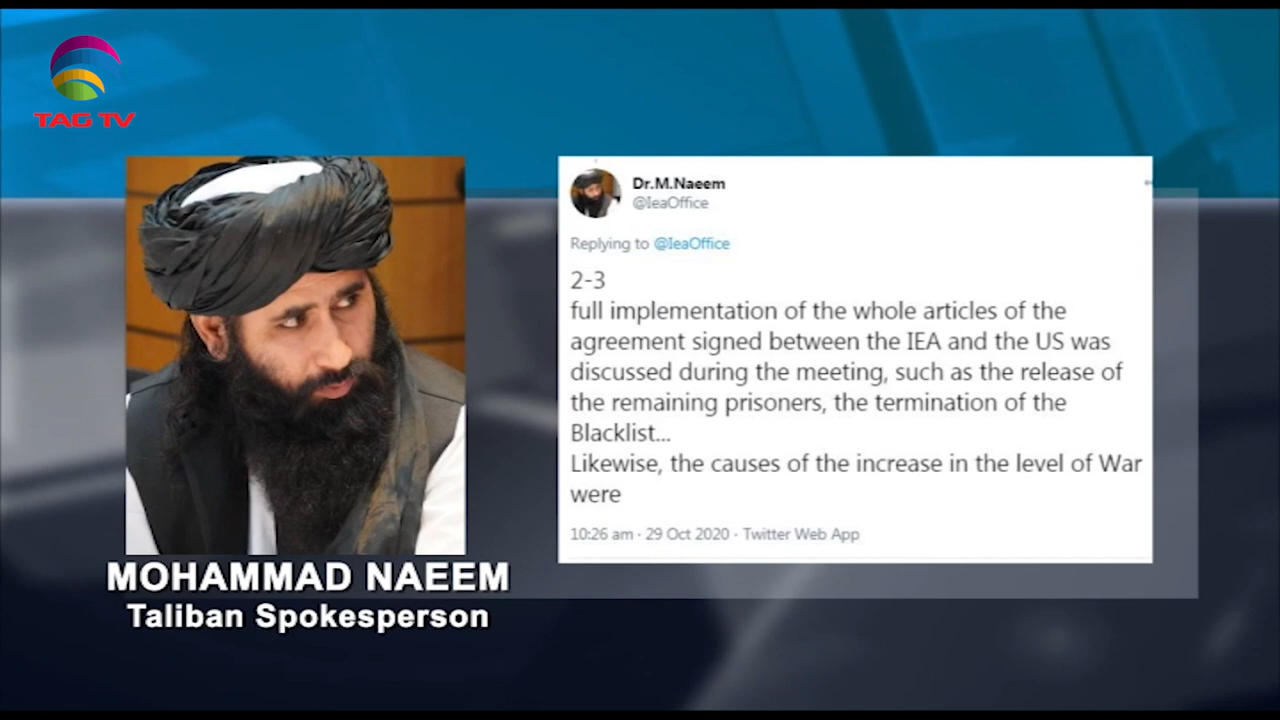 TAG TV
Dr.M.Naeem
@IeaOffice
Replying to @IeaOffice
2-3
full implementation of the whole articles of the
agreement signed between the IEA and the US was
discussed during the meeting, such as the release of
the remaining prisoners, the termination of the
Blacklist...
Likewise, the causes of the increase in the level of War
were
10:26 am · 29 Oct 2020 · Twitter Web App
MOHAMMAD NAEEM
Taliban Spokesperson